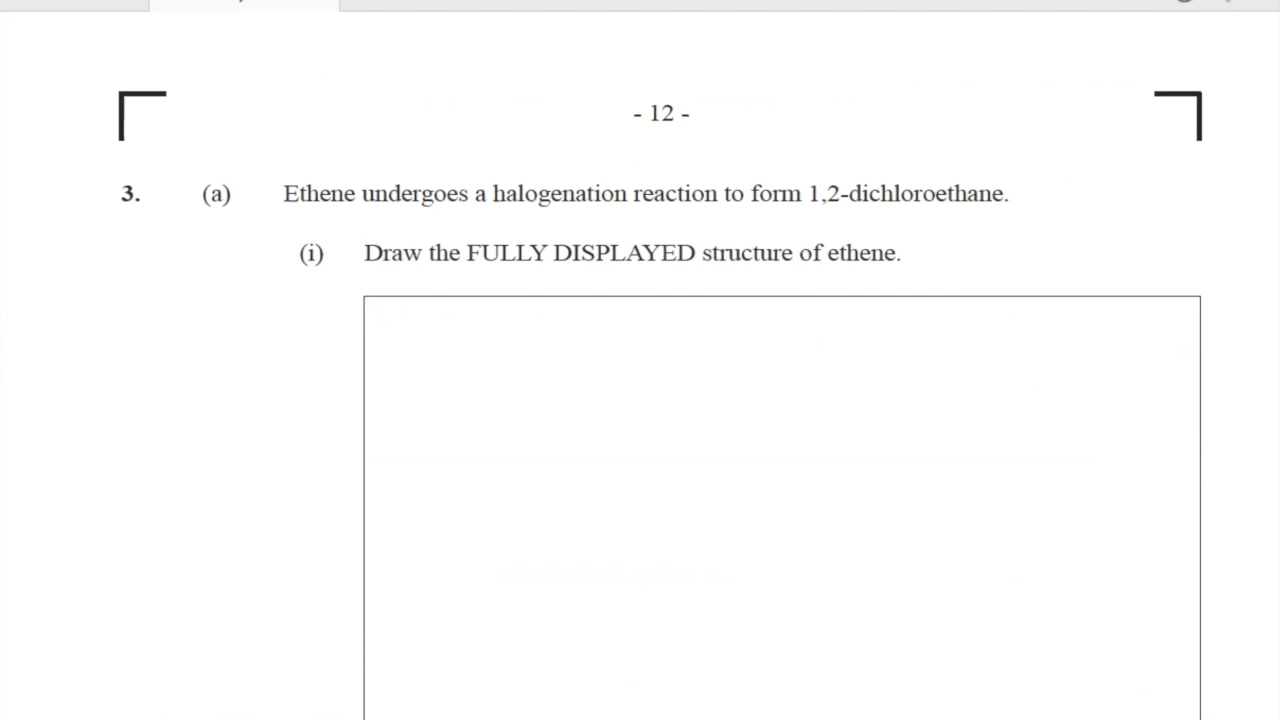 - 12 -
3. (a) Ethene undergoes a halogenation reaction to form 1,2-dichloroethane.
(i) Draw the FULLY DISPLAYED structure of ethene.